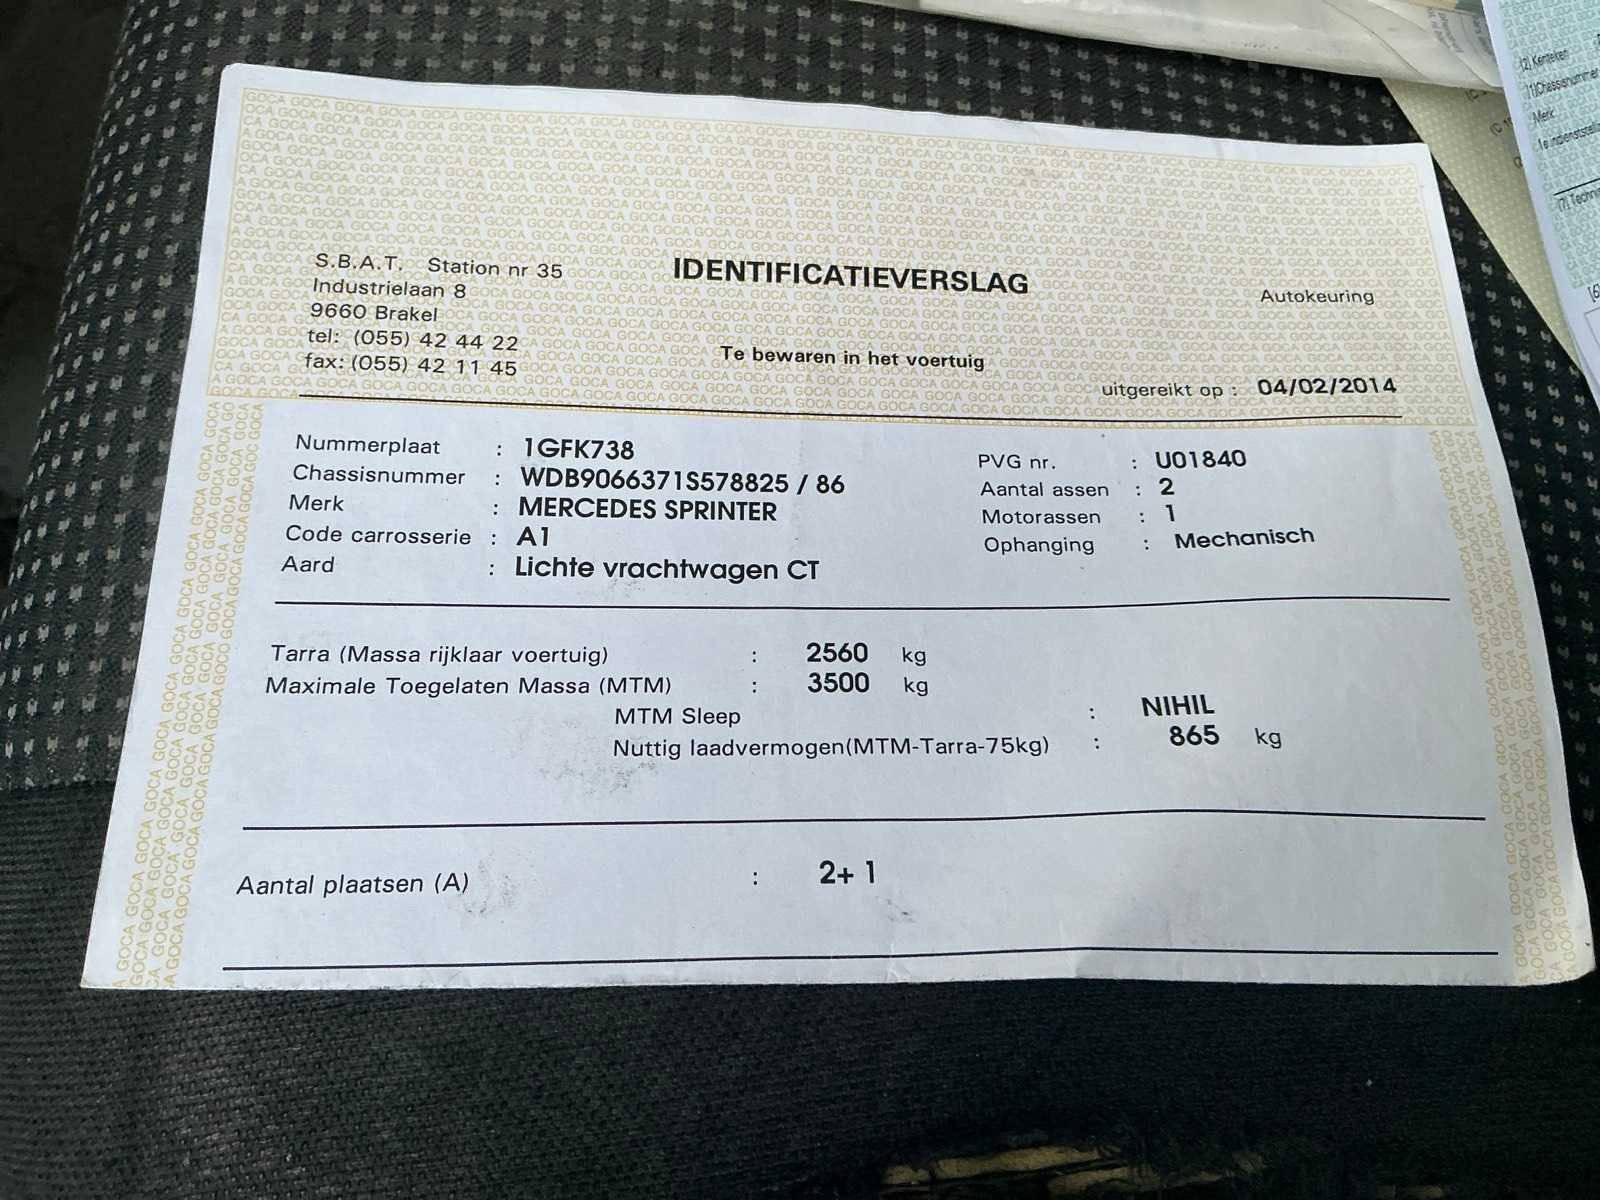 S.B.A.T. Station nr 35
Industrielaan 8
9660 Brakel
tel: (055) 42 44 22
fax: (055) 42 11 45
IDENTIFICATIEVERSLAG
Te bewaren in het voertuig
Autokeuring
uitgereikt op : 04/02/2014
Nummerplaat : 1GFK738
Chassisnummer : WDB9066371S578825 / 86
Merk : MERCEDES SPRINTER
Code carrosserie : A1
Aard : Lichte vrachtwagen CT
PVG nr. : U01840
Aantal assen : 2
Motorassen : 1
Ophanging : Mechanisch
Tarra (Massa rijklaar voertuig) : 2560 kg
Maximale Toegelaten Massa (MTM) : 3500 kg
MTM Sleep : NIHIL
Nuttig laadvermogen(MTM-Tarra-75kg) : 865 kg
Aantal plaatsen (A) : 2+ 1
(2) Kenteken
Merk